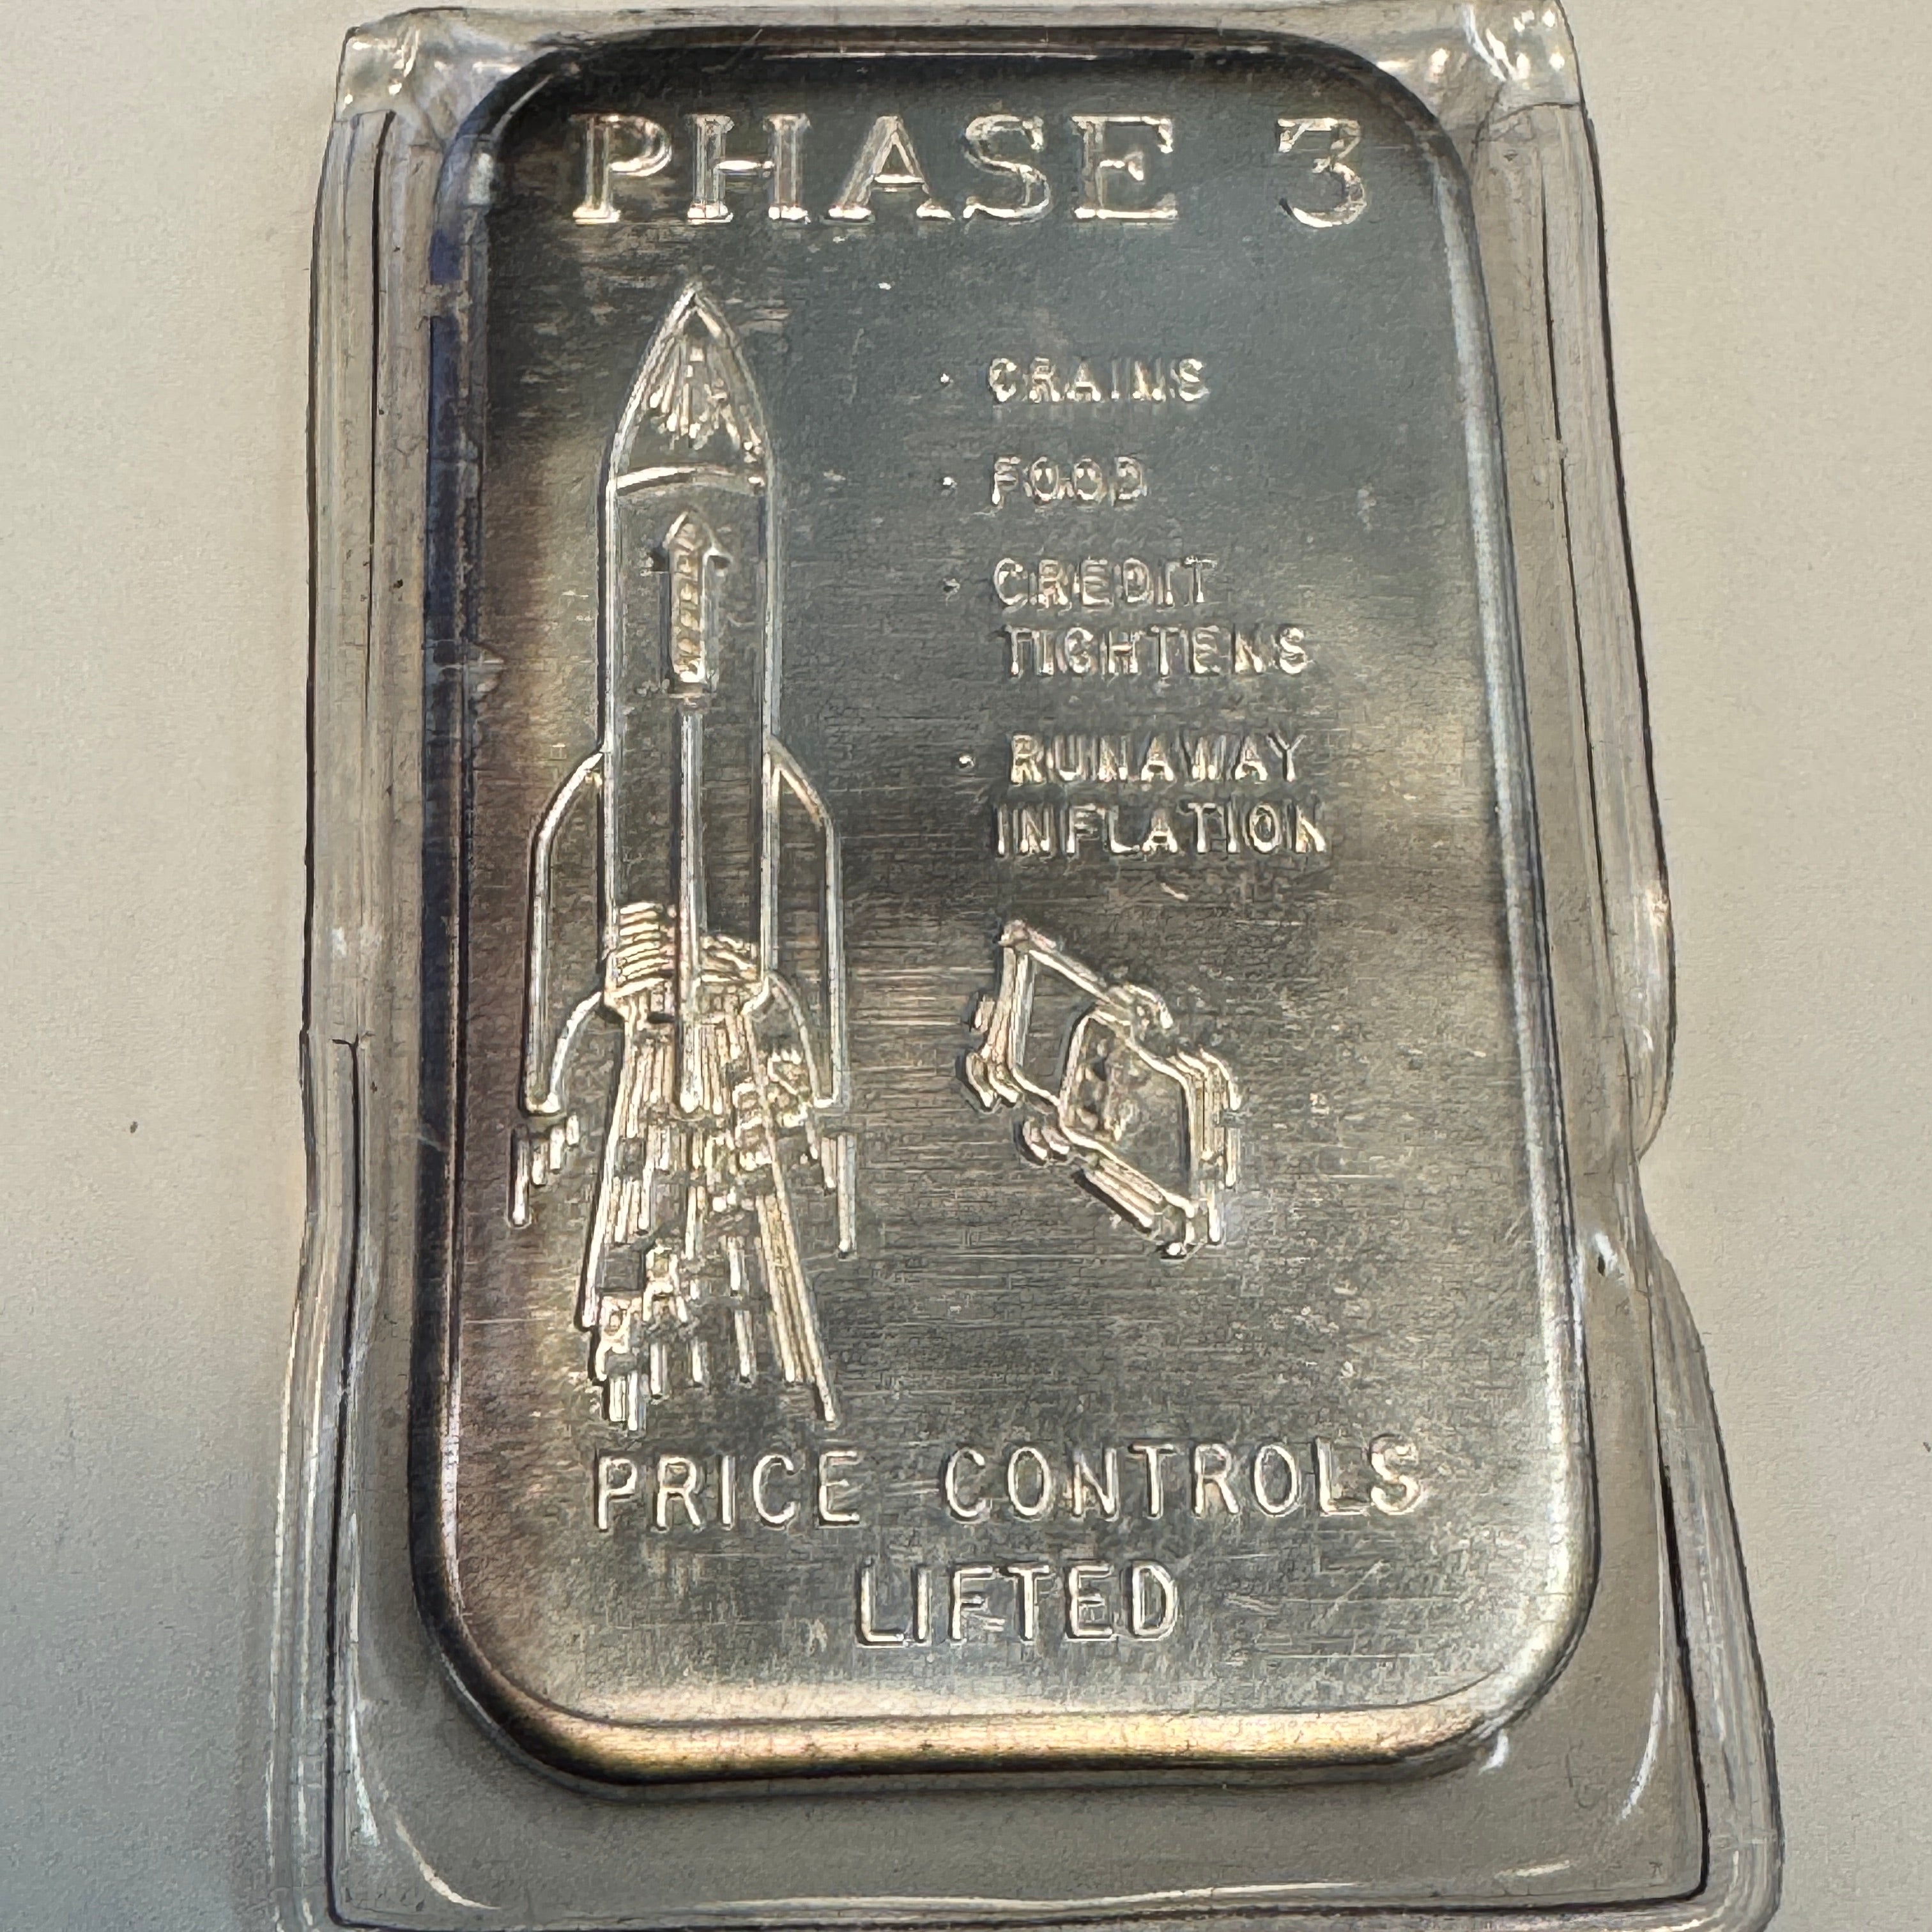 PHASE 3
· GRAINS
· FOOD
· CREDIT
TIGHTENS
· RUNAWAY
INFLATION
PRICE CONTROLS
LIFTED